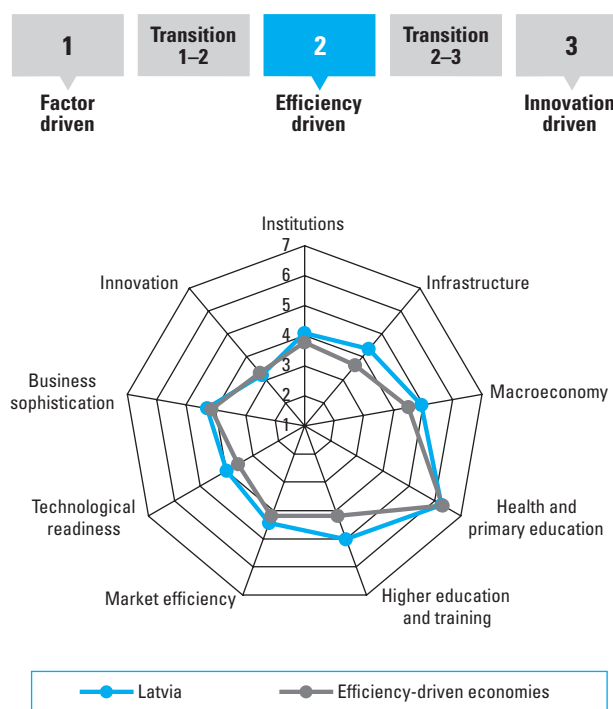 1
Transition
1–2
2
Transition
2–3
3
Factor
driven
Efficiency
driven
Innovation
driven
Institutions
7
6
5
4
3
2
1
Innovation
Infrastructure
Business
sophistication
Macroeconomy
Technological
readiness
Health and
primary education
Market efficiency
Higher education
and training
Latvia
Efficiency-driven economies